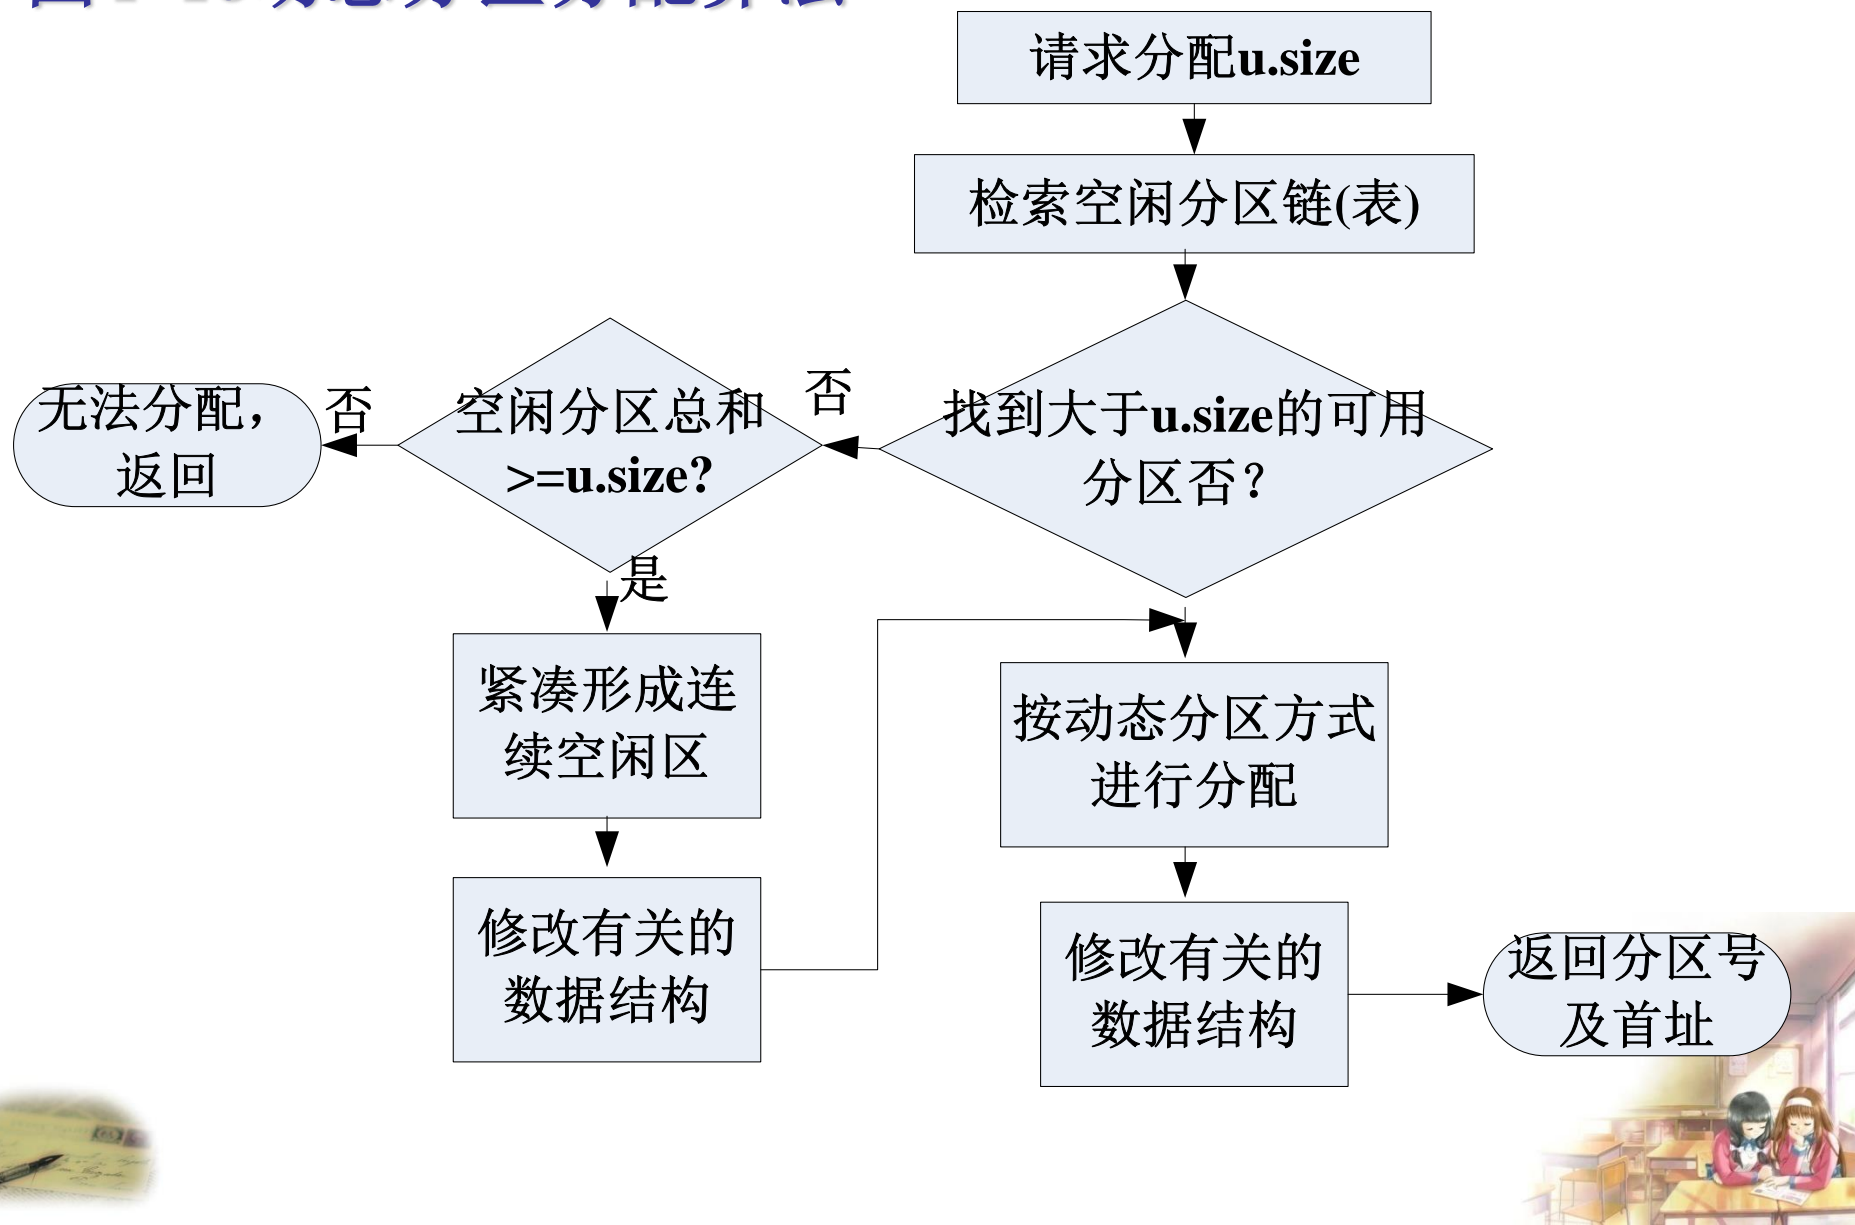 请求分配u.size
检索空闲分区链(表)
找到大于u.size的可用
分区否？
否
空闲分区总和
>=u.size?
否
无法分配，
返回
是
紧凑形成连
续空闲区
修改有关的
数据结构
按动态分区方式
进行分配
修改有关的
数据结构
返回分区号
及首址